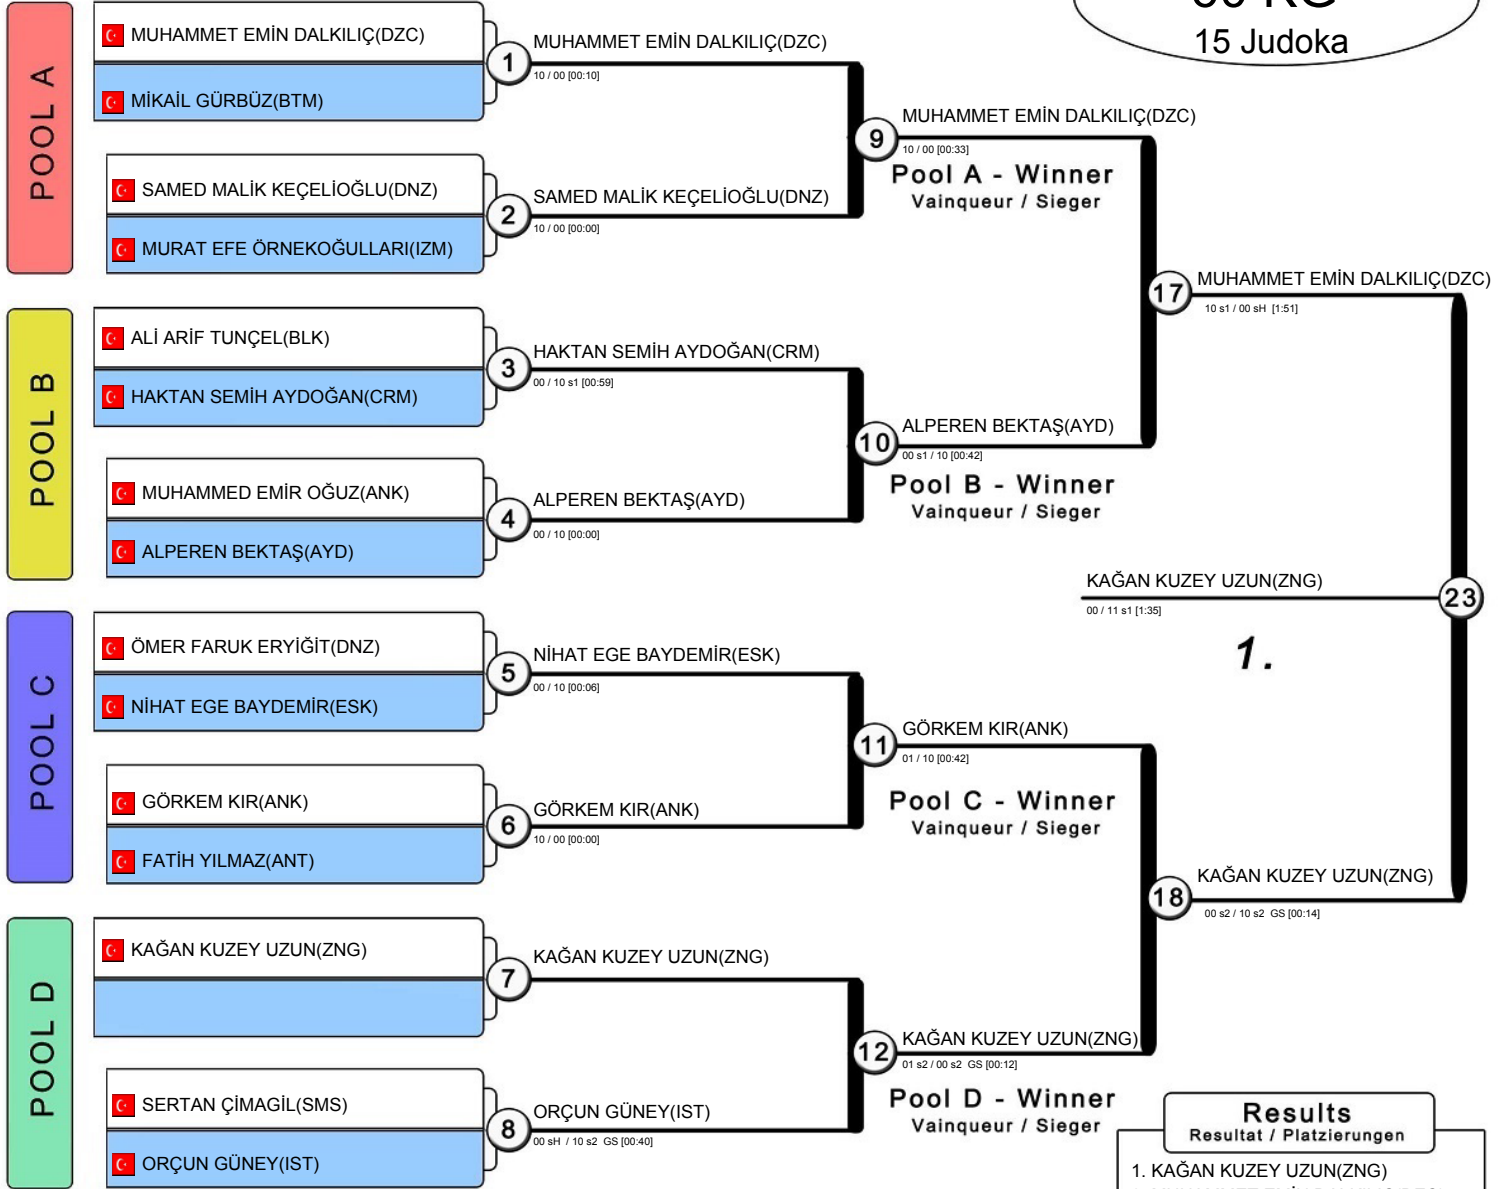 15 Judoka
POOL A
MUHAMMET EMİN DALKILIÇ(DZC)
MİKAİL GÜRBÜZ(BTM)
SAMED MALİK KEÇELİOĞLU(DNZ)
MURAT EFE ÖRNEKOĞULLARI(IZM)
POOL B
ALİ ARİF TUNÇEL(BLK)
HAKTAN SEMİH AYDOĞAN(CRM)
MUHAMMED EMİR OĞUZ(ANK)
ALPEREN BEKTAŞ(AYD)
POOL C
ÖMER FARUK ERYİĞİT(DNZ)
NİHAT EGE BAYDEMİR(ESK)
GÖRKEM KIR(ANK)
FATİH YILMAZ(ANT)
POOL D
KAĞAN KUZEY UZUN(ZNG)
SERTAN ÇİMAGİL(SMS)
ORÇUN GÜNEY(IST)
1
MUHAMMET EMİN DALKILIÇ(DZC)
10 / 00 [00:10]
2
SAMED MALİK KEÇELİOĞLU(DNZ)
10 / 00 [00:00]
3
HAKTAN SEMİH AYDOĞAN(CRM)
00 / 10 s1 [00:59]
4
ALPEREN BEKTAŞ(AYD)
00 / 10 [00:00]
5
NİHAT EGE BAYDEMİR(ESK)
00 / 10 [00:06]
6
GÖRKEM KIR(ANK)
10 / 00 [00:00]
7
KAĞAN KUZEY UZUN(ZNG)
8
ORÇUN GÜNEY(IST)
00 sH / 10 s2 GS [00:40]
9
MUHAMMET EMİN DALKILIÇ(DZC)
10 / 00 [00:33]
Pool A - Winner
Vainqueur / Sieger
10
ALPEREN BEKTAŞ(AYD)
00 s1 / 10 [00:42]
Pool B - Winner
Vainqueur / Sieger
11
GÖRKEM KIR(ANK)
01 / 10 [00:42]
Pool C - Winner
Vainqueur / Sieger
12
KAĞAN KUZEY UZUN(ZNG)
01 s2 / 00 s2 GS [00:12]
Pool D - Winner
Vainqueur / Sieger
17
MUHAMMET EMİN DALKILIÇ(DZC)
10 s1 / 00 sH [1:51]
18
KAĞAN KUZEY UZUN(ZNG)
00 s2 / 10 s2 GS [00:14]
23
KAĞAN KUZEY UZUN(ZNG)
00 / 11 s1 [1:35]
1.
Results
Resultat / Platzierungen
1. KAĞAN KUZEY UZUN(ZNG)